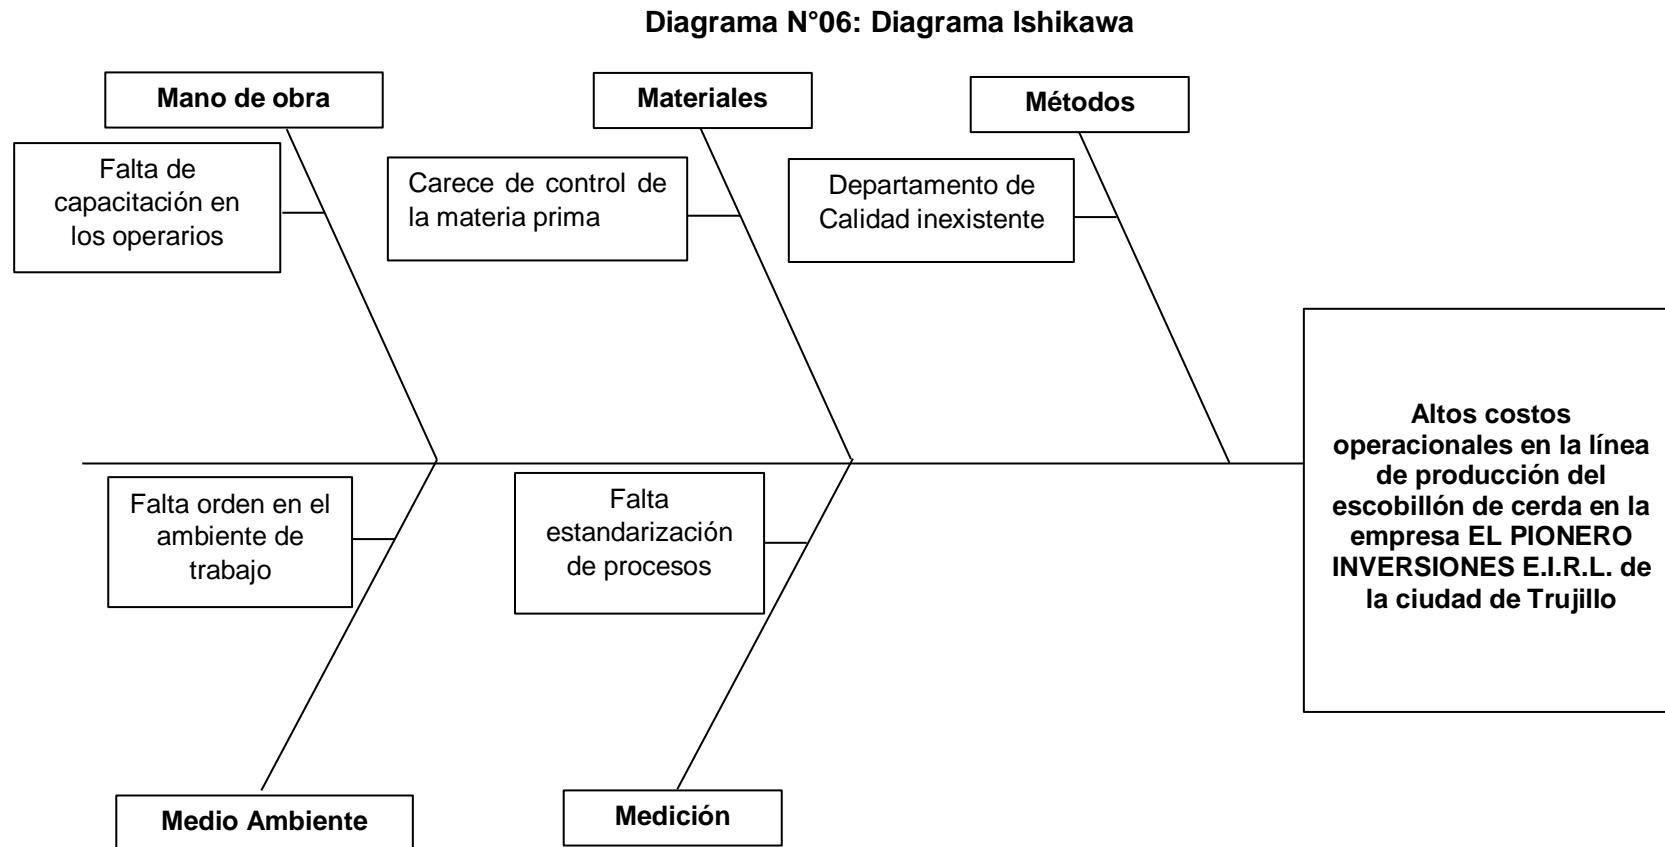 Diagrama N°06: Diagrama Ishikawa
Mano de obra
Materiales
Métodos
Falta de
capacitación en
los operarios
Carece de control de
la materia prima
Departamento de
Calidad inexistente
Altos costos
operacionales en la línea
de producción del
escobillón de cerda en la
empresa EL PIONERO
INVERSIONES E.I.R.L. de
la ciudad de Trujillo
Falta orden en el
ambiente de
trabajo
Falta
estandarización
de procesos
Medio Ambiente
Medición